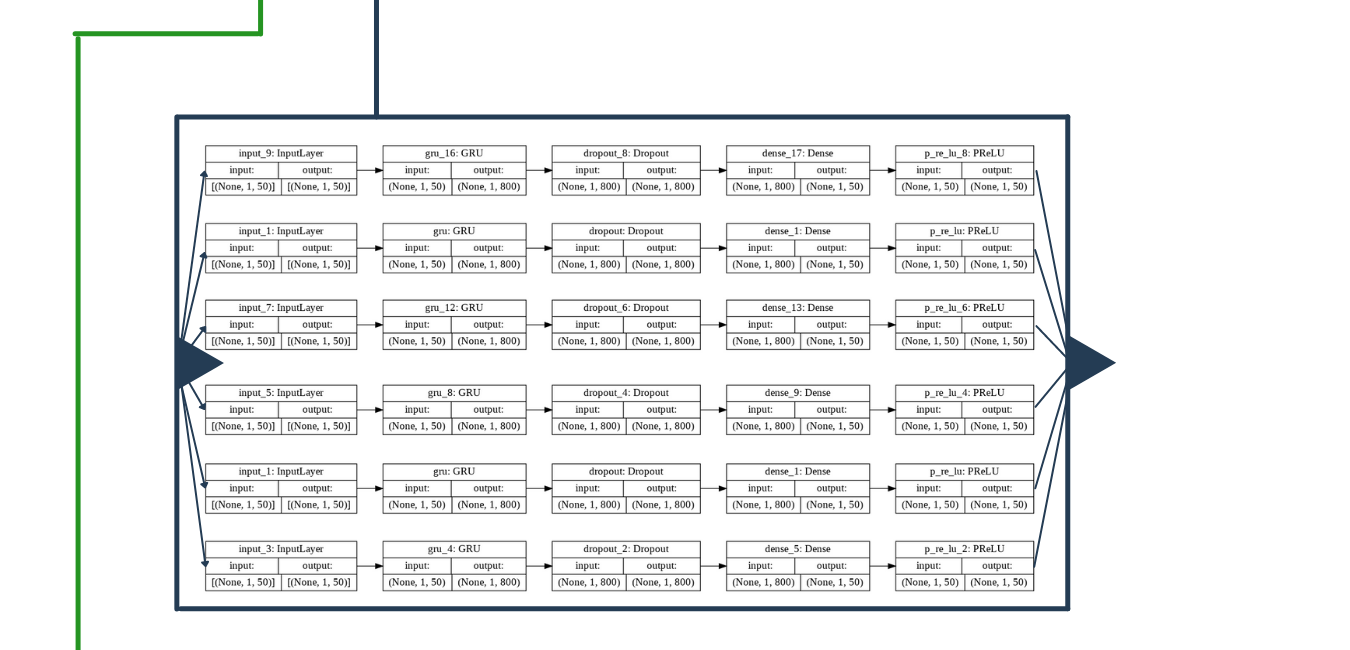 input_9: InputLayer gru_16: GRU dropout_8: Dropout dense_17: Dense p_re_lu_8: PReLU
input: output: input: output: input: output: input: output: input: output:
[(None, 1, 50)] [(None, 1, 50)] (None, 1, 50) (None, 1, 800) (None, 1, 800) (None, 1, 800) (None, 1, 800) (None, 1, 50) (None, 1, 50) (None, 1, 50)
input_1: InputLayer gru: GRU dropout: Dropout dense_1: Dense p_re_lu: PReLU
input: output: input: output: input: output: input: output: input: output:
[(None, 1, 50)] [(None, 1, 50)] (None, 1, 50) (None, 1, 800) (None, 1, 800) (None, 1, 800) (None, 1, 800) (None, 1, 50) (None, 1, 50) (None, 1, 50)
input_7: InputLayer gru_12: GRU dropout_6: Dropout dense_13: Dense p_re_lu_6: PReLU
input: output: input: output: input: output: input: output: input: output:
[(None, 1, 50)] [(None, 1, 50)] (None, 1, 50) (None, 1, 800) (None, 1, 800) (None, 1, 800) (None, 1, 800) (None, 1, 50) (None, 1, 50) (None, 1, 50)
input_5: InputLayer gru_8: GRU dropout_4: Dropout dense_9: Dense p_re_lu_4: PReLU
input: output: input: output: input: output: input: output: input: output:
[(None, 1, 50)] [(None, 1, 50)] (None, 1, 50) (None, 1, 800) (None, 1, 800) (None, 1, 800) (None, 1, 800) (None, 1, 50) (None, 1, 50) (None, 1, 50)
input_1: InputLayer gru: GRU dropout: Dropout dense_1: Dense p_re_lu: PReLU
input: output: input: output: input: output: input: output: input: output:
[(None, 1, 50)] [(None, 1, 50)] (None, 1, 50) (None, 1, 800) (None, 1, 800) (None, 1, 800) (None, 1, 800) (None, 1, 50) (None, 1, 50) (None, 1, 50)
input_3: InputLayer gru_4: GRU dropout_2: Dropout dense_5: Dense p_re_lu_2: PReLU
input: output: input: output: input: output: input: output: input: output:
[(None, 1, 50)] [(None, 1, 50)] (None, 1, 50) (None, 1, 800) (None, 1, 800) (None, 1, 800) (None, 1, 800) (None, 1, 50) (None, 1, 50) (None, 1, 50)